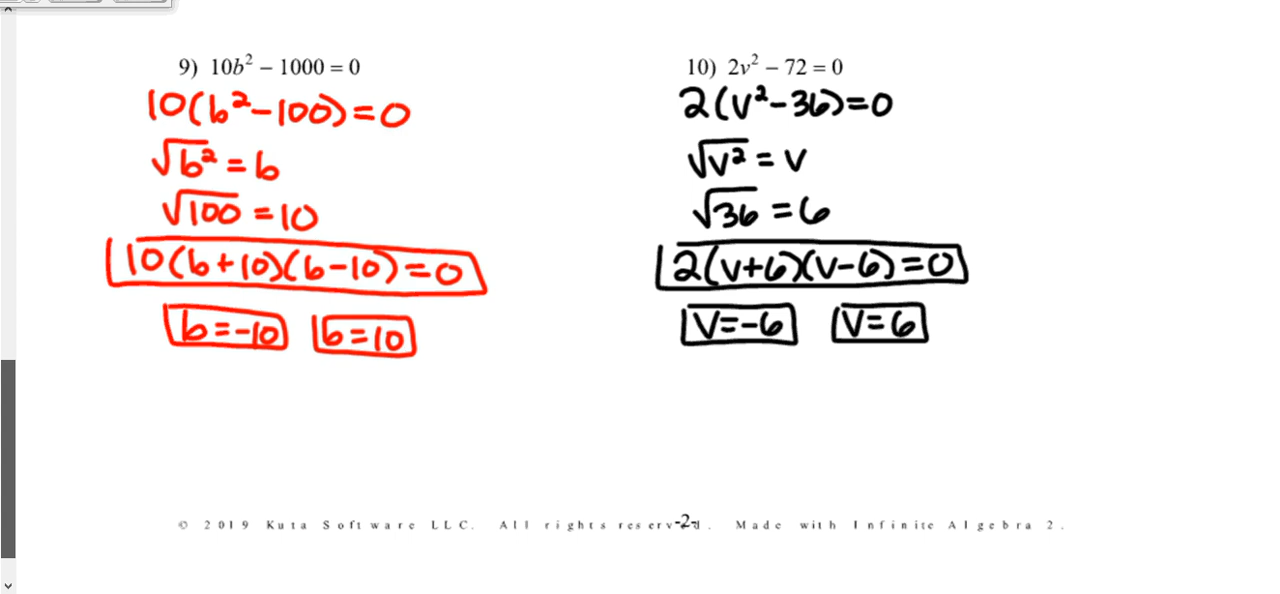 9) 10b² − 1000 = 0
10(b²-100)=0
√b² = b
√100 = 10
10(b+10)(b-10)=0
b=-10 b=10
10) 2v² − 72 = 0
2(v²-36)=0
√v² = v
√36 = 6
2(v+6)(v-6)=0
v=-6 v=6
© 2019 Kuta Software LLC. All rights reserv-2-d. Made with Infinite Algebra 2.